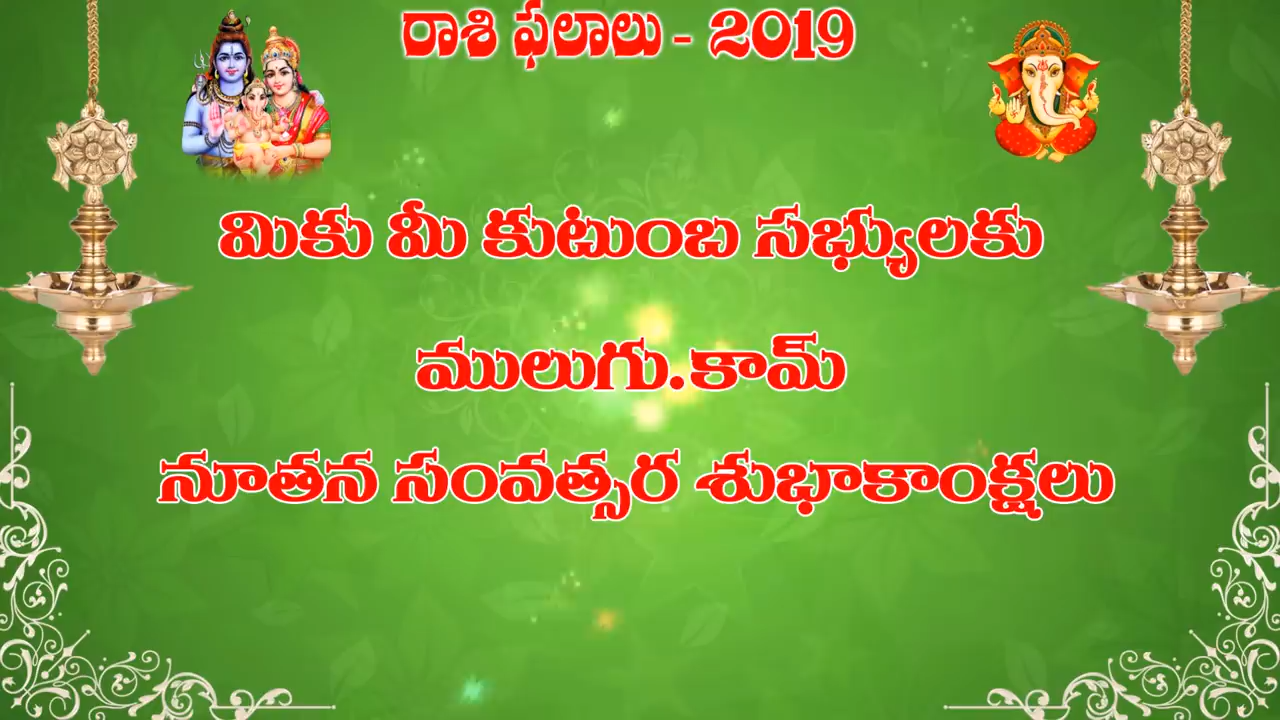 రాశి ఫలాలు - 2019
మికు మీ కుటుంబ సభ్యులకు
ములుగు.కామ్
నూతన సంవత్సర శుభాకాంక్షలు